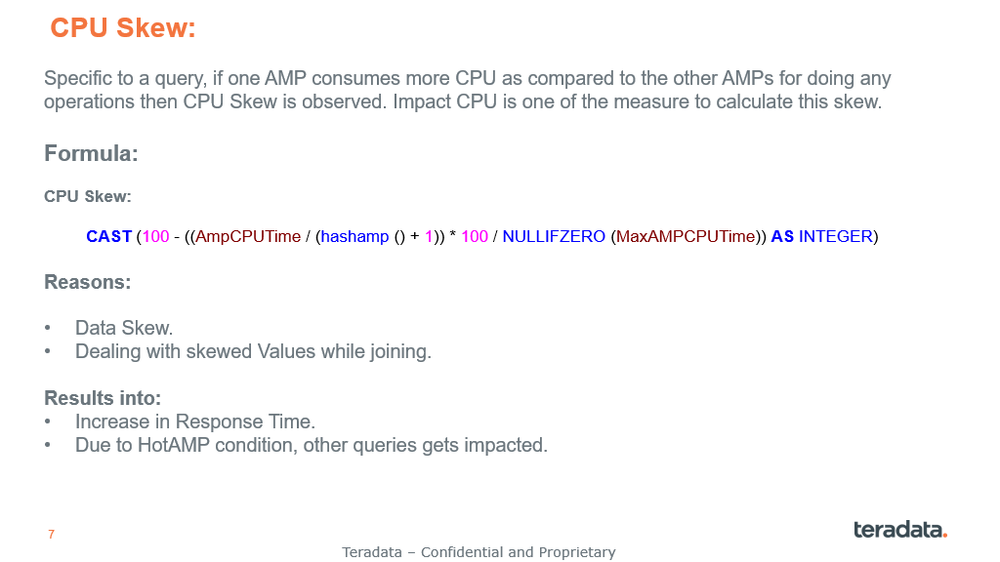 CPU Skew:
Specific to a query, if one AMP consumes more CPU as compared to the other AMPs for doing any
operations then CPU Skew is observed. Impact CPU is one of the measure to calculate this skew.
Formula:
CPU Skew:
CAST (100 - ((AmpCPUTime / (hashamp () + 1)) * 100 / NULLIFZERO (MaxAMPCPUTime)) AS INTEGER)
Reasons:
• Data Skew.
• Dealing with skewed Values while joining.
Results into:
• Increase in Response Time.
• Due to HotAMP condition, other queries gets impacted.
7
teradata.
Teradata – Confidential and Proprietary